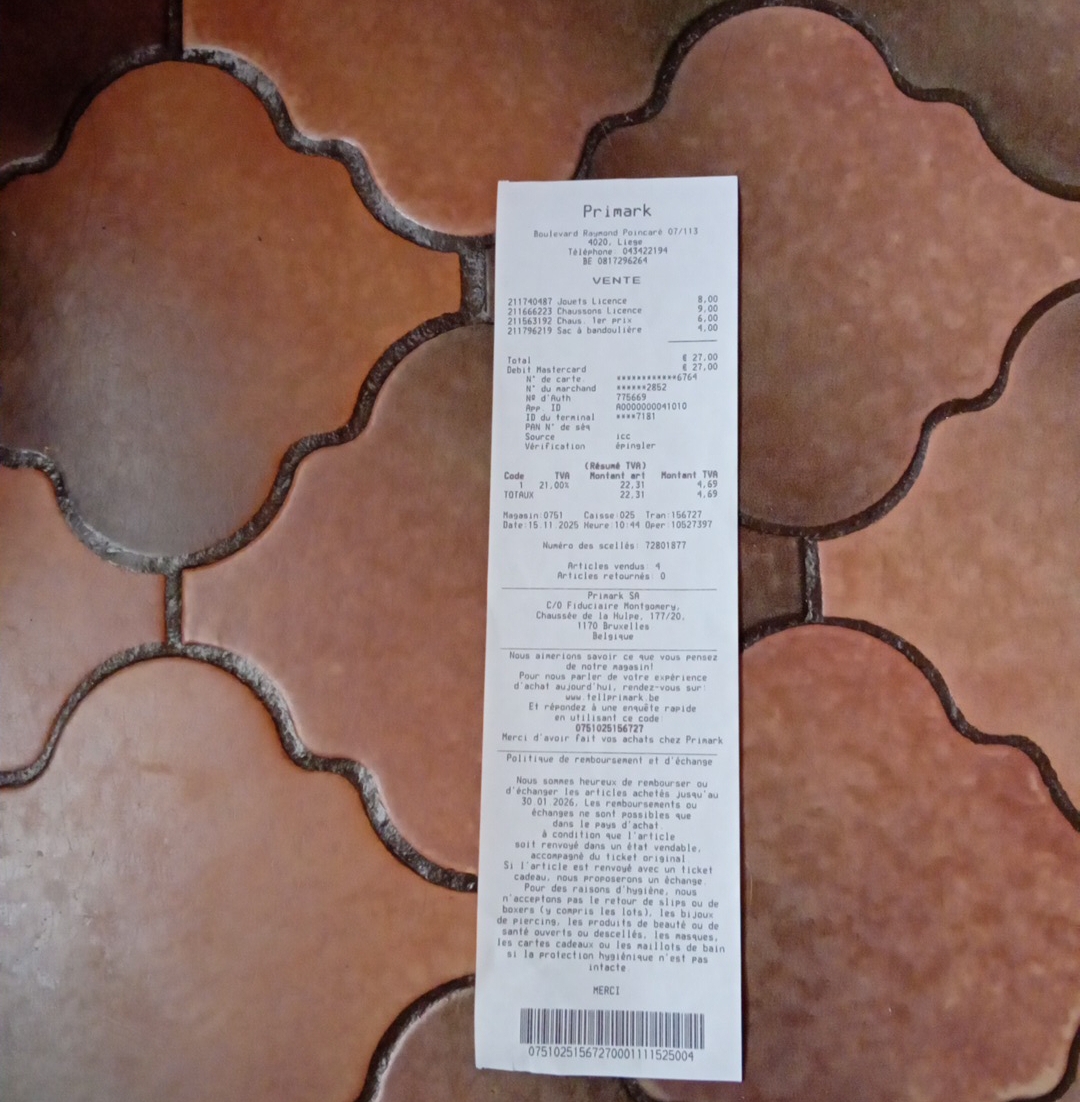 Primark
Boulevard Raymond Poincaré 07/113
4020, Liege
Téléphone: 043422194
BE 0817296264
VENTE
211740487 Jouets Licence 8,00
211666223 Chaussons Licence 9,00
211563192 Chaus. 1er prix 6,00
211796219 Sac à bandoulière 4,00
Total € 27,00
Debit Mastercard € 27,00
N° de carte. ************6764
N° du marchand ******2852
Nº d'Auth 775669
App. ID A0000000041010
ID du terminal ****7181
PAN N° de séq
Source icc
Vérification épingler
(Résumé TVA)
Code TVA Montant art Montant TVA
1 21,00% 22,31 4,69
TOTAUX 22,31 4,69
Magasin:0751 Caisse:025 Tran:156727
Date:15.11.2025 Heure:10:44 Oper:10527397
Numéro des scellés: 72801877
Articles vendus: 4
Articles retournés: 0
Primark SA
C/O Fiduciaire Montgomery,
Chaussée de la Hulpe, 177/20,
1170 Bruxelles
Belgique
Nous aimerions savoir ce que vous pensez
de notre magasin!
Pour nous parler de votre expérience
d'achat aujourd'hui, rendez-vous sur:
www.tellprimark.be
Et répondez à une enquête rapide
en utilisant ce code
0751025156727
Merci d'avoir fait vos achats chez Primark
Politique de remboursement et d'échange
Nous sommes heureux de rembourser ou
d'échanger les articles achetés jusqu'au
30.01.2026. Les remboursements ou
échanges ne sont possibles que
dans le pays d'achat.
à condition que l'article
soit renvoyé dans un état vendable,
accompagné du ticket original.
Si l'article est renvoyé avec un ticket
cadeau, nous proposerons un échange.
Pour des raisons d'hygiène, nous
n'acceptons pas le retour de slips ou de
boxers (y compris les lots), les bijoux
de piercing, les produits de beauté ou de
santé ouverts ou descellés, les masques,
les cartes cadeaux ou les maillots de bain
si la protection hygiénique n'est pas
intacte
MERCI
07510251567270001111525004